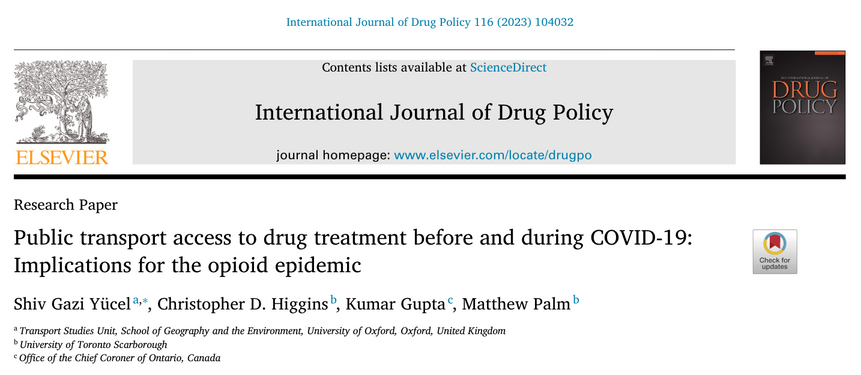 International Journal of Drug Policy 116 (2023) 104032
Contents lists available at ScienceDirect
International Journal of Drug Policy
journal homepage: www.elsevier.com/locate/drugpo
ELSEVIER
DRUG
POLICY
Research Paper
Public transport access to drug treatment before and during COVID-19:
Implications for the opioid epidemic
Check for
updates
Shiv Gazi Yücel a,*, Christopher D. Higgins b, Kumar Gupta c, Matthew Palm b
a Transport Studies Unit, School of Geography and the Environment, University of Oxford, Oxford, United Kingdom
b University of Toronto Scarborough
c Office of the Chief Coroner of Ontario, Canada